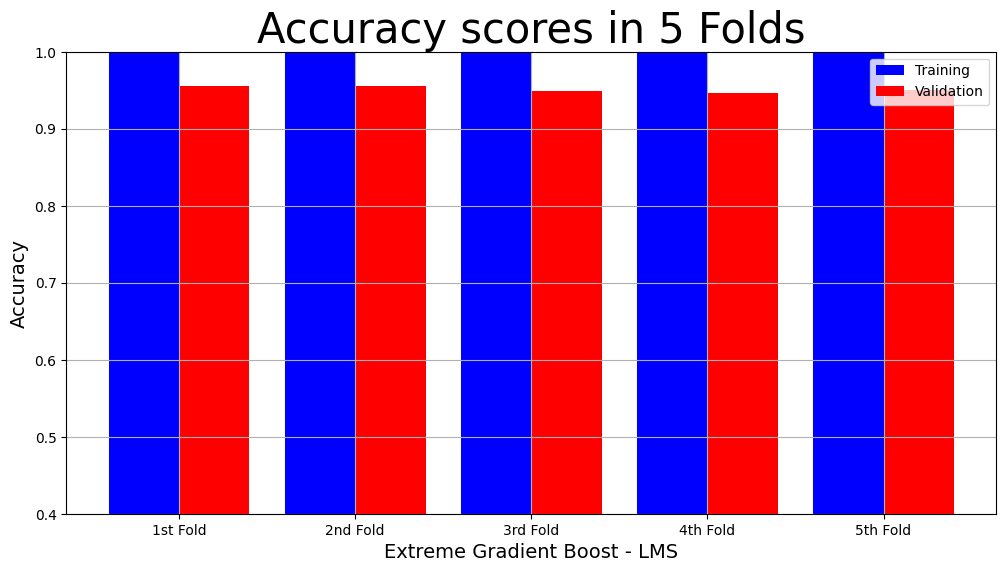 Accuracy scores in 5 Folds
Training
Validation
Accuracy
1.0
0.9
0.8
0.7
0.6
0.5
0.4
1st Fold
2nd Fold
3rd Fold
4th Fold
5th Fold
Extreme Gradient Boost - LMS